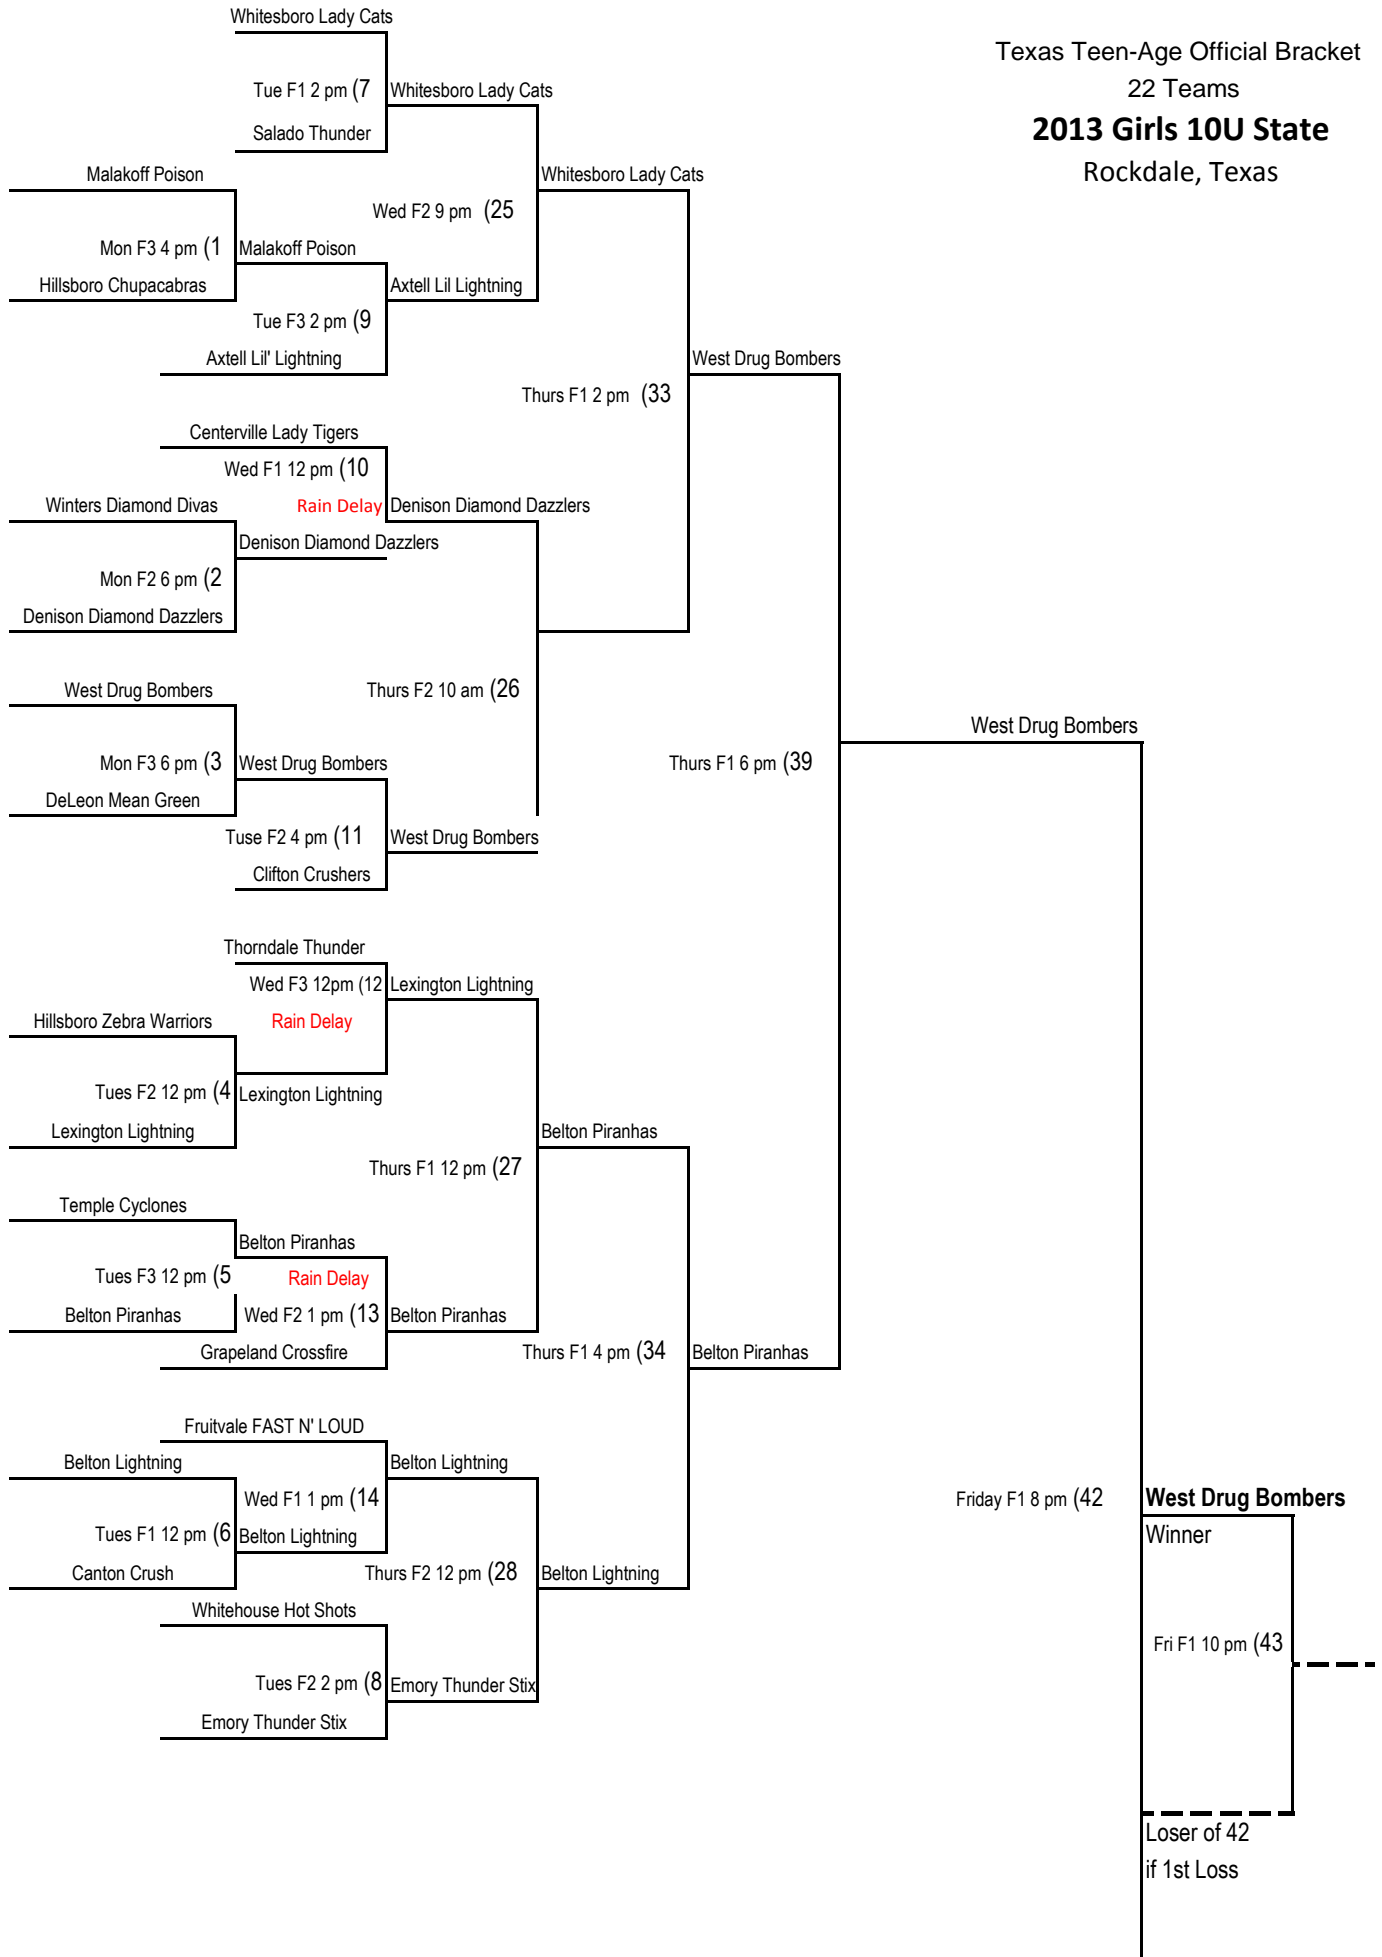 Whitesboro Lady Cats
Texas Teen-Age Official Bracket
22 Teams
2013 Girls 10U State
Rockdale, Texas
Tue F1 2 pm (7
Whitesboro Lady Cats
Salado Thunder
Malakoff Poison
Whitesboro Lady Cats
Wed F2 9 pm (25
Mon F3 4 pm (1
Malakoff Poison
Hillsboro Chupacabras
Axtell Lil Lightning
Tue F3 2 pm (9
Axtell Lil' Lightning
West Drug Bombers
Thurs F1 2 pm (33
Centerville Lady Tigers
Wed F1 12 pm (10
Winters Diamond Divas
Rain Delay
Denison Diamond Dazzlers
Denison Diamond Dazzlers
Mon F2 6 pm (2
Denison Diamond Dazzlers
West Drug Bombers
Thurs F2 10 am (26
West Drug Bombers
Mon F3 6 pm (3
West Drug Bombers
Thurs F1 6 pm (39
DeLeon Mean Green
Tuse F2 4 pm (11
West Drug Bombers
Clifton Crushers
Thorndale Thunder
Wed F3 12pm (12
Lexington Lightning
Hillsboro Zebra Warriors
Rain Delay
Tues F2 12 pm (4
Lexington Lightning
Lexington Lightning
Belton Piranhas
Thurs F1 12 pm (27
Temple Cyclones
Belton Piranhas
Tues F3 12 pm (5
Rain Delay
Belton Piranhas
Wed F2 1 pm (13
Belton Piranhas
Grapeland Crossfire
Thurs F1 4 pm (34
Belton Piranhas
Fruitvale FAST N' LOUD
Belton Lightning
Belton Lightning
Wed F1 1 pm (14
Friday F1 8 pm (42
West Drug Bombers
Tues F1 12 pm (6
Belton Lightning
Winner
Canton Crush
Thurs F2 12 pm (28
Belton Lightning
Whitehouse Hot Shots
Fri F1 10 pm (43
Tues F2 2 pm (8
Emory Thunder Stix
Emory Thunder Stix
Loser of 42
if 1st Loss